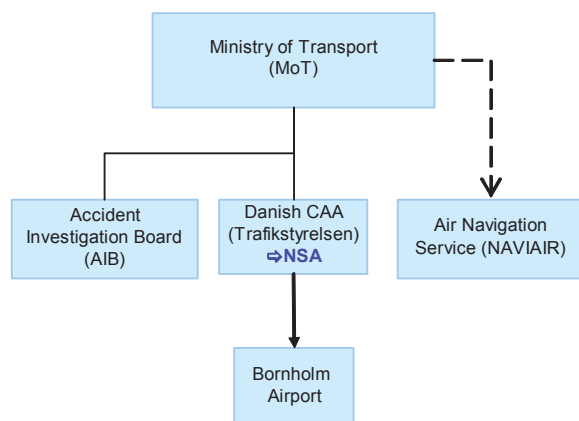 Ministry of Transport
(MoT)
Accident
Investigation Board
(AIB)
Danish CAA
(Trafikstyrelsen)
⇨NSA
Air Navigation
Service (NAVIAIR)
Bornholm
Airport